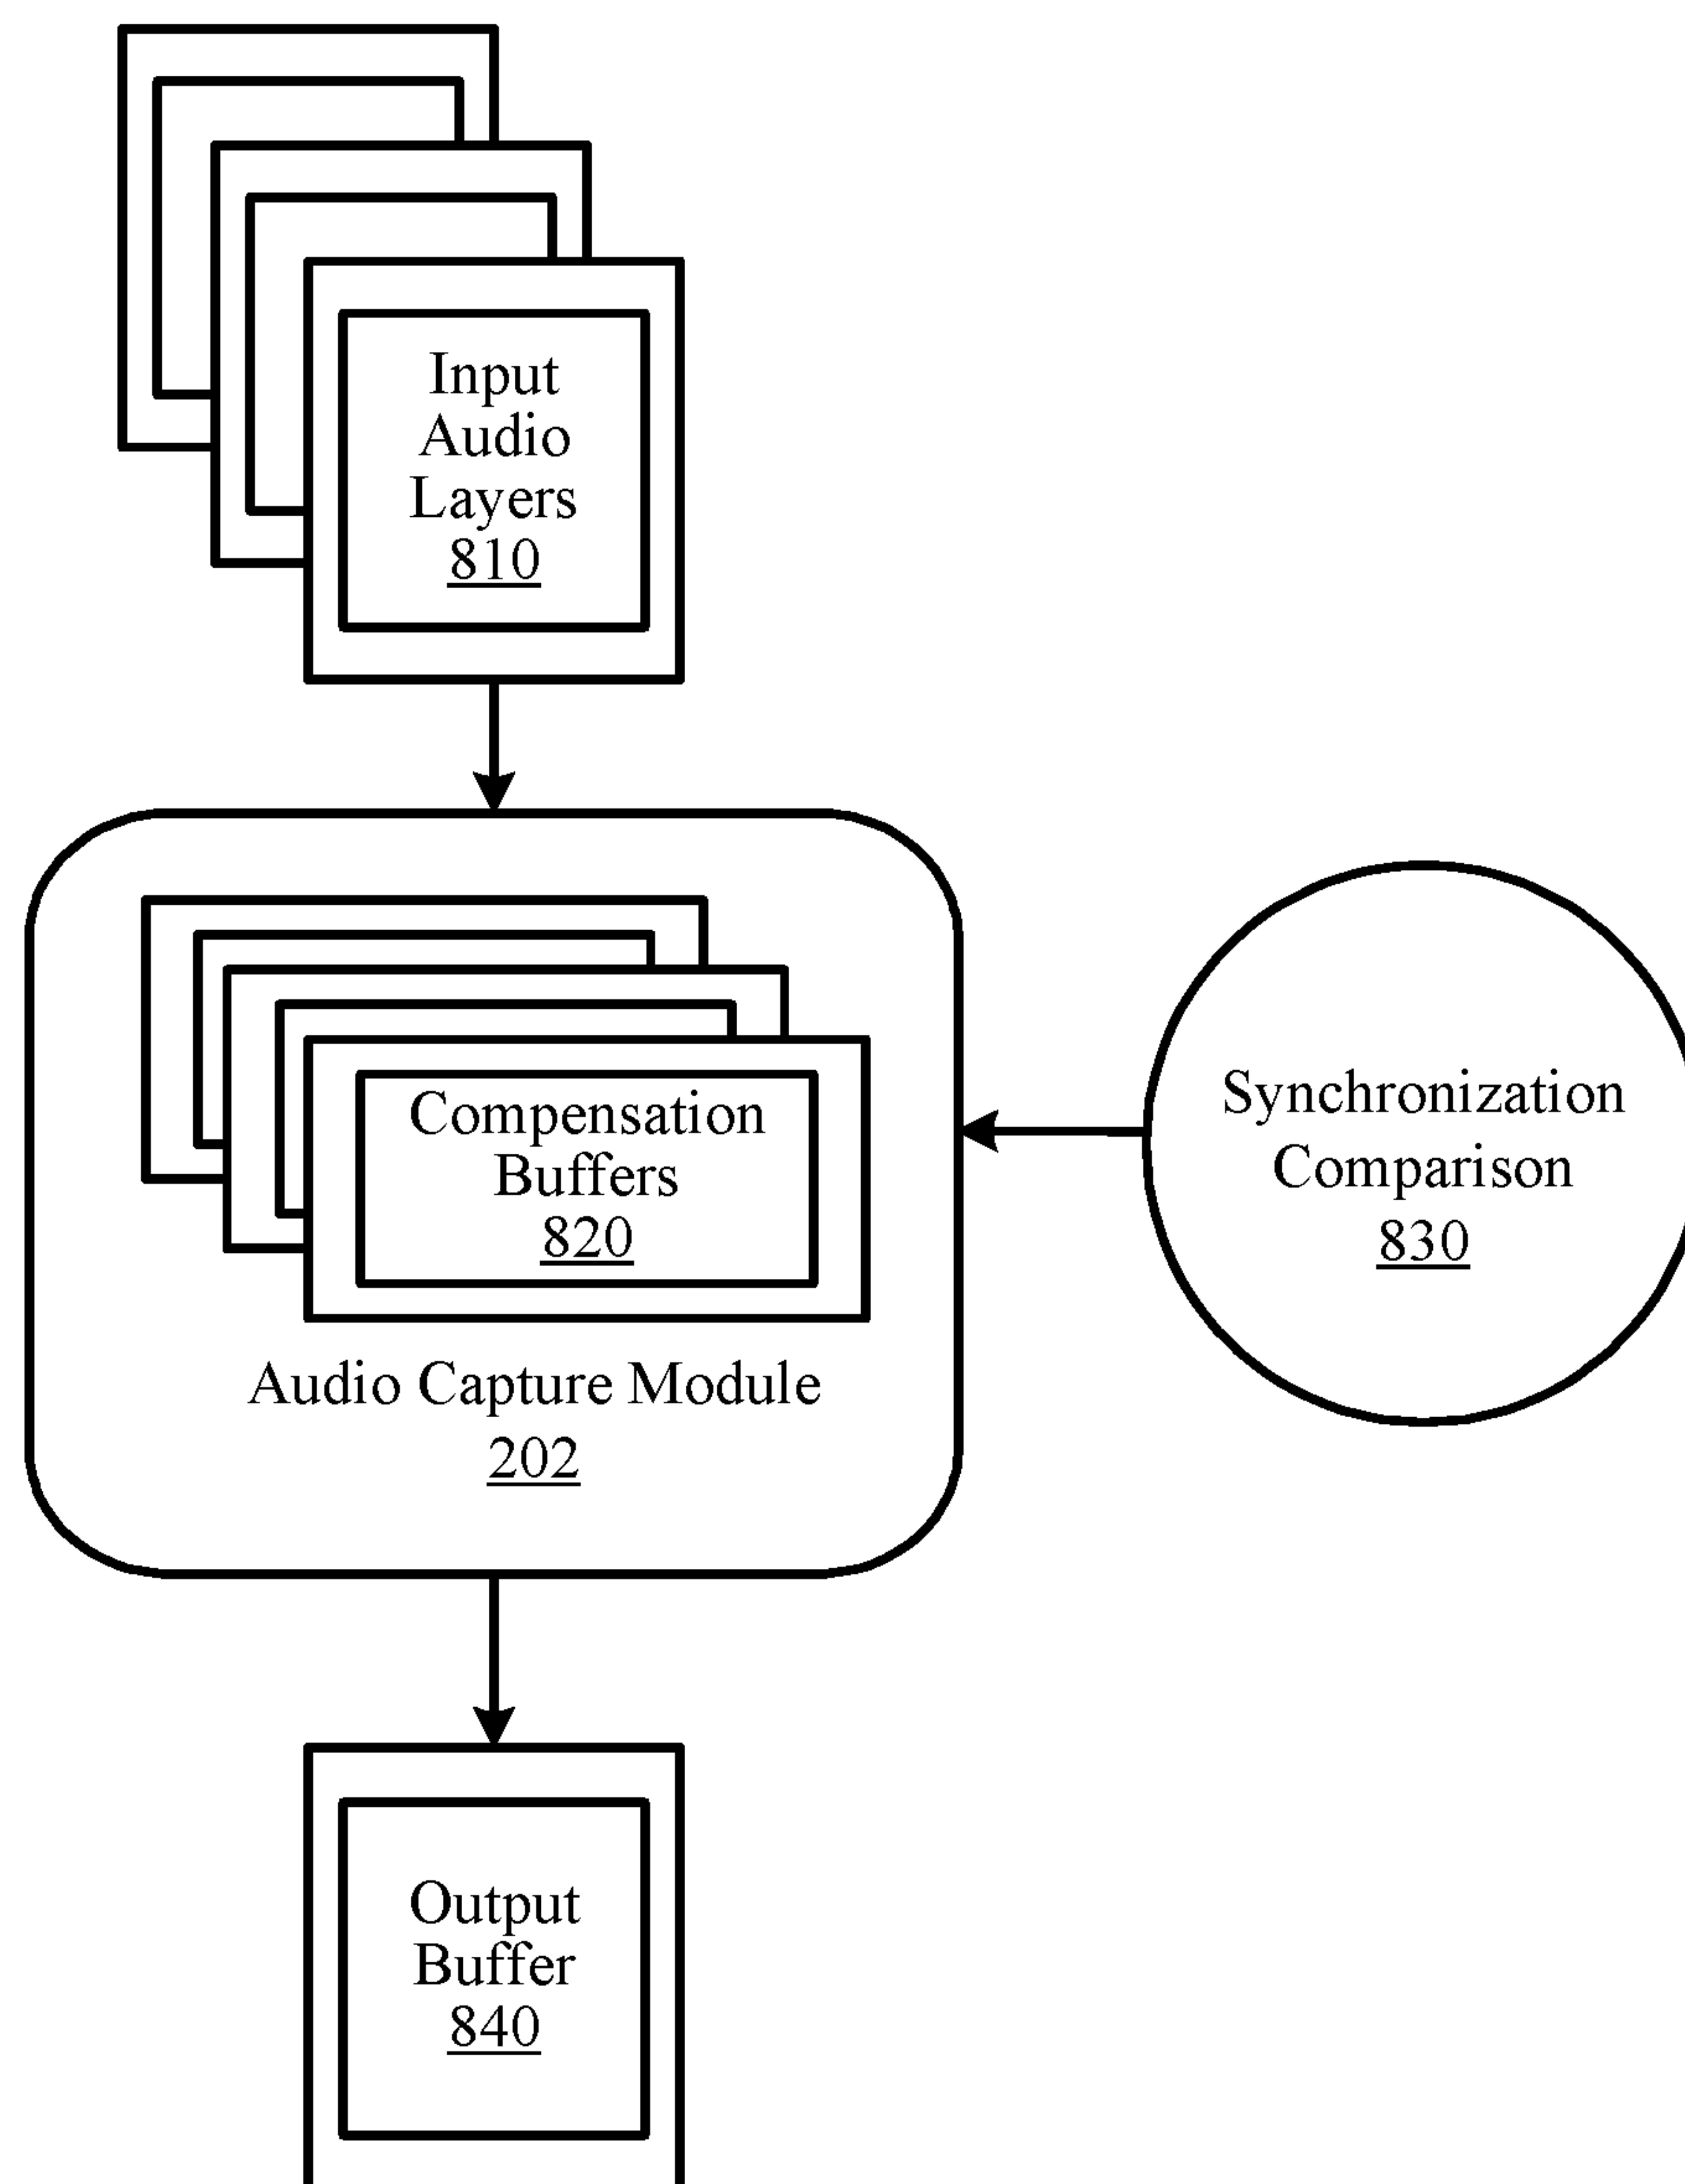 Input
Audio
Layers
810
Compensation
Buffers
820
Audio Capture Module
202
Synchronization
Comparison
830
Output
Buffer
840